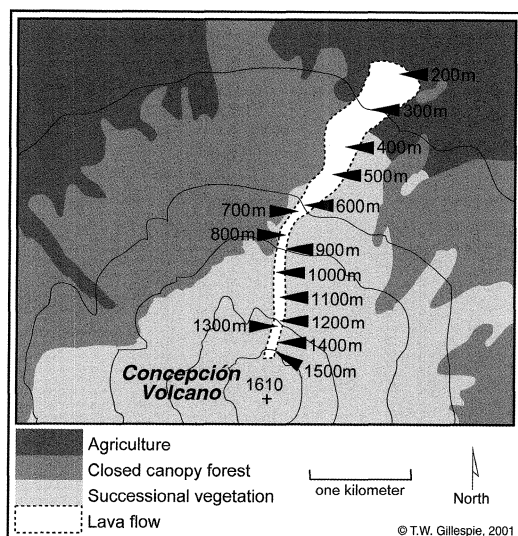 200m
300m
400m
500m
700m
600m
800m
900m
1000m
1100m
1300m
1200m
1400m
Concepción
Volcano
1610
1500m
+
Agriculture
Closed canopy forest
Successional vegetation
Lava flow
one kilometer
North
© T.W. Gillespie, 2001